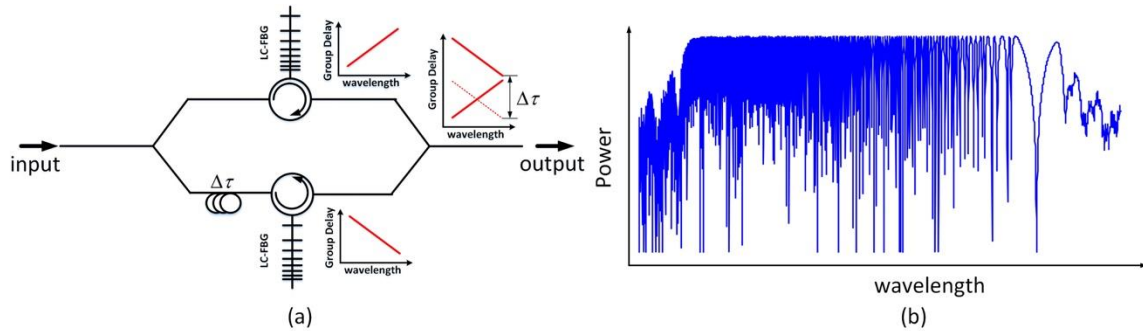 LC-FBG
Group Delay
wavelength
Group Delay
Δτ
wavelength
input
output
Δτ
LC-FBG
Group Delay
wavelength
(a)
Power
wavelength
(b)